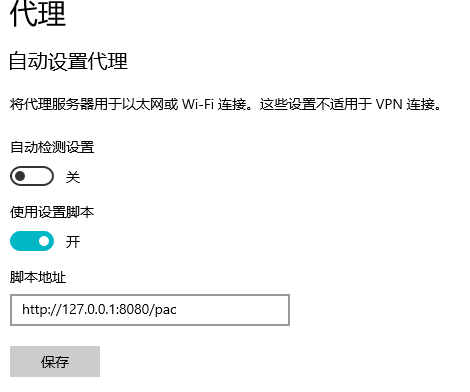 代理
自动设置代理
将代理服务器用于以太网或 Wi-Fi 连接。这些设置不适用于 VPN 连接。
自动检测设置
关
使用设置脚本
开
脚本地址
http://127.0.0.1:8080/pac
保存